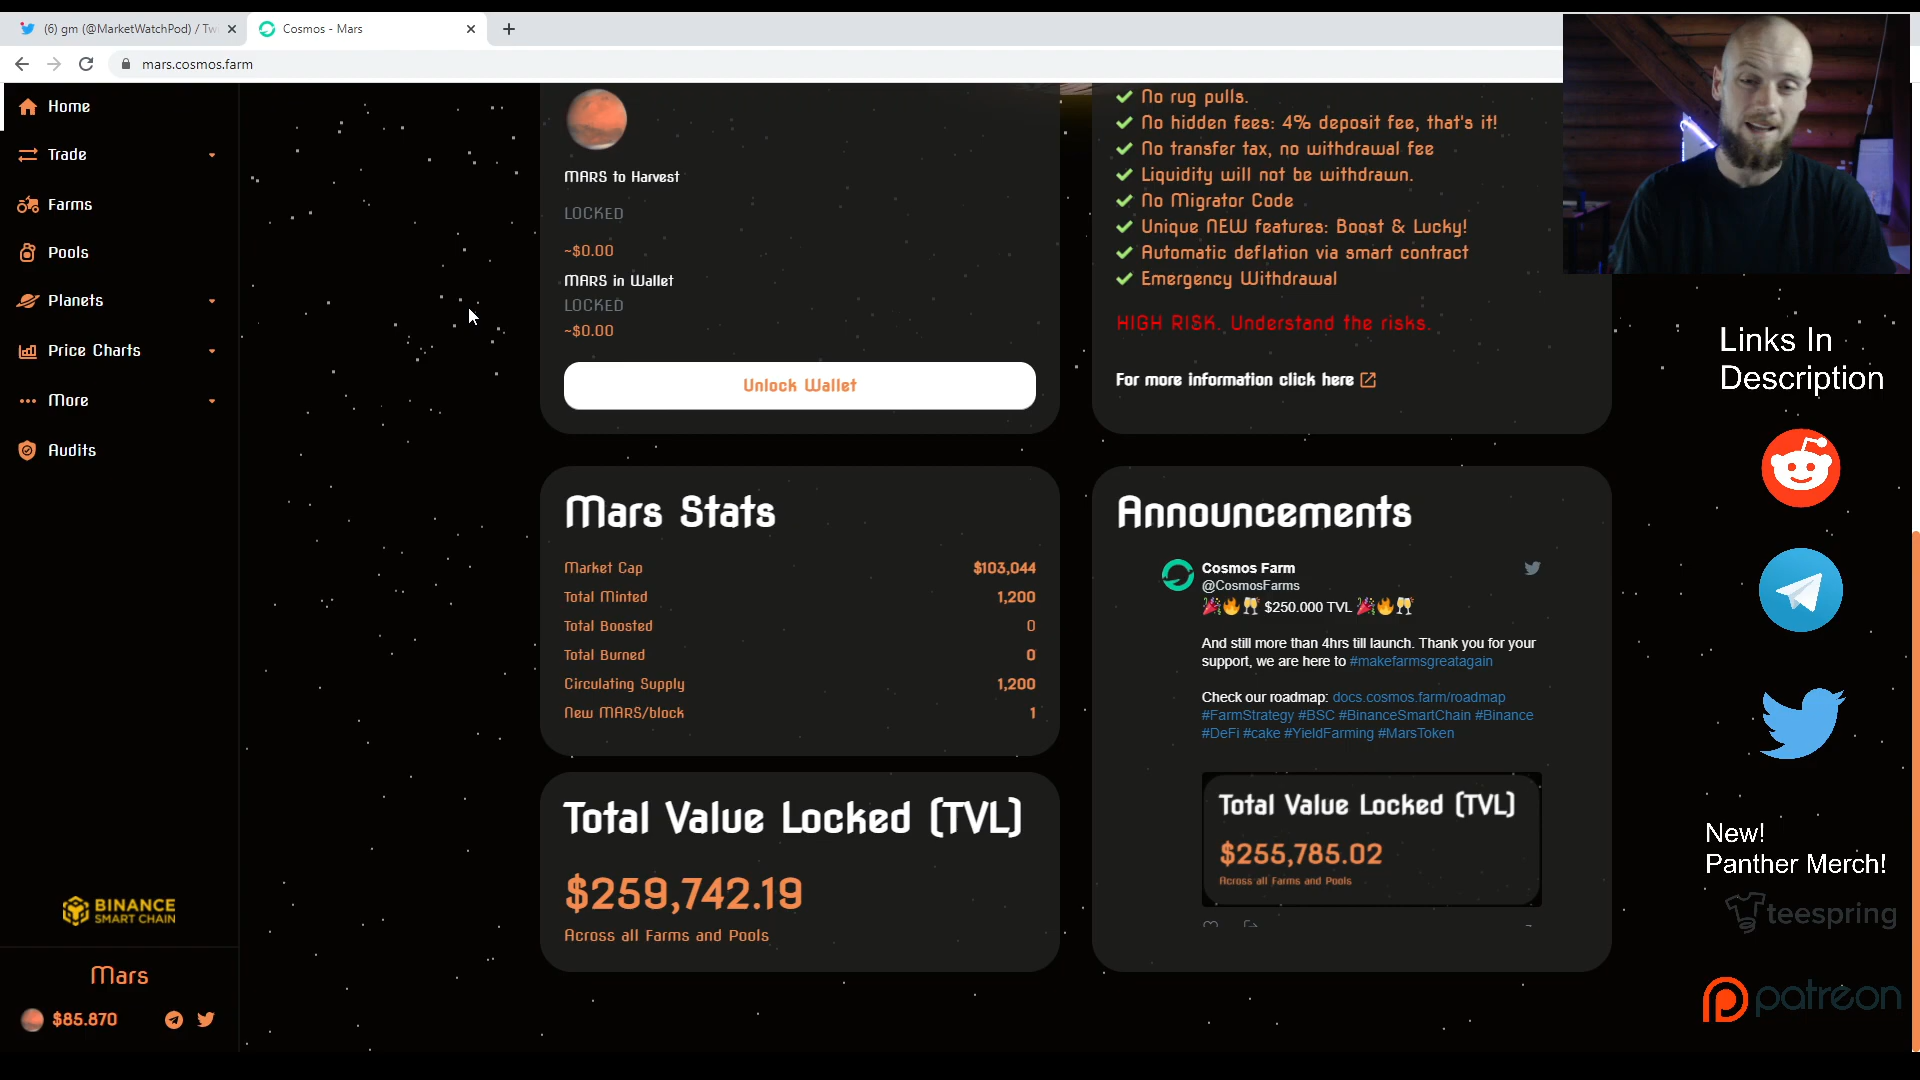 (6) gm (@MarketWatchPod) / Tw
Cosmos - Mars
mars.cosmos.farm
Home
Trade
Farms
Pools
Planets
Price Charts
More
Audits
BINANCE
SMART CHAIN
Mars
$85.870
MARS to Harvest
LOCKED
~$0.00
MARS in Wallet
LOCKED
~$0.00
Unlock Wallet
No rug pulls.
No hidden fees: 4% deposit fee, that's it!
No transfer tax, no withdrawal fee
Liquidity will not be withdrawn.
No Migrator Code
Unique NEW features: Boost & Lucky!
Automatic deflation via smart contract
Emergency Withdrawal
HIGH RISK. Understand the risks.
For more information click here
Mars Stats
Market Cap $103,044
Total Minted 1,200
Total Boosted 0
Total Burned 0
Circulating Supply 1,200
New MARS/block 1
Total Value Locked (TVL)
$259,742.19
Across all Farms and Pools
Announcements
Cosmos Farm
@CosmosFarms
🎉🔥🥂 $250.000 TVL 🎉🔥🥂
And still more than 4hrs till launch. Thank you for your
support, we are here to #makefarmsgreatagain
Check our roadmap: docs.cosmos.farm/roadmap
#FarmStrategy #BSC #BinanceSmartChain #Binance
#DeFi #cake #YieldFarming #MarsToken
Total Value Locked (TVL)
$255,785.02
Across all Farms and Pools
Links In
Description
New!
Panther Merch!
teespring
patreon